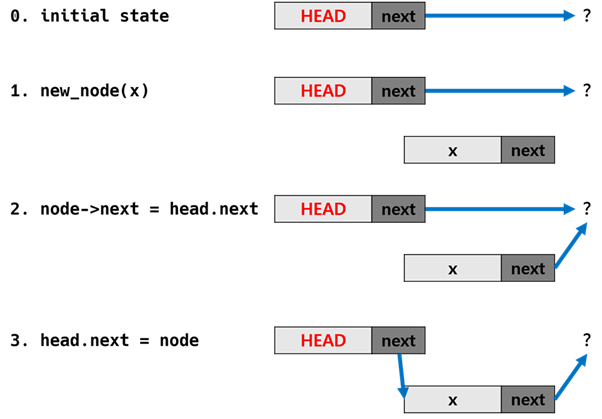 0. initial state HEAD next ?
1. new_node(x) HEAD next ?
x next
2. node->next = head.next HEAD next ?
x next
3. head.next = node HEAD next ?
x next